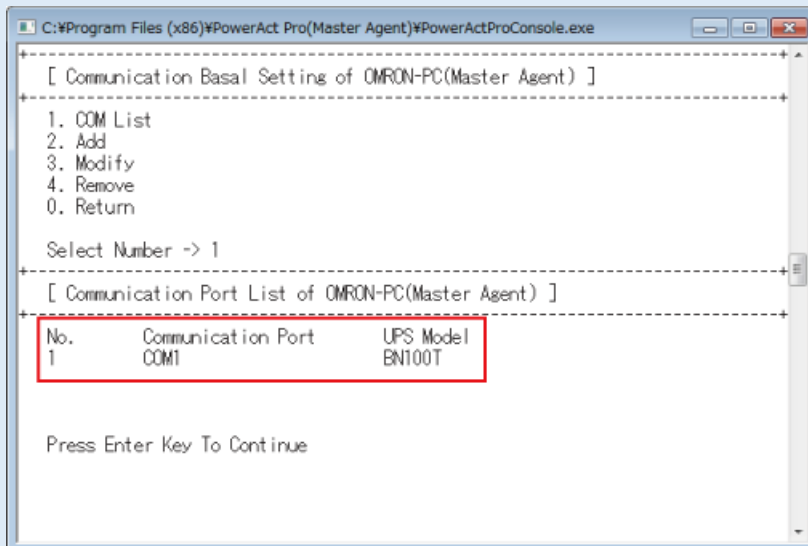 C:¥Program Files (x86)¥PowerAct Pro(Master Agent)¥PowerActProConsole.exe
+------------------------------------------------------------------------+
[ Communication Basal Setting of OMRON-PC(Master Agent) ]
+------------------------------------------------------------------------+
1. COM List
2. Add
3. Modify
4. Remove
0. Return
Select Number -> 1
+------------------------------------------------------------------------+
[ Communication Port List of OMRON-PC(Master Agent) ]
+------------------------------------------------------------------------+
No. Communication Port UPS Model
1 COM1 BN100T
Press Enter Key To Continue